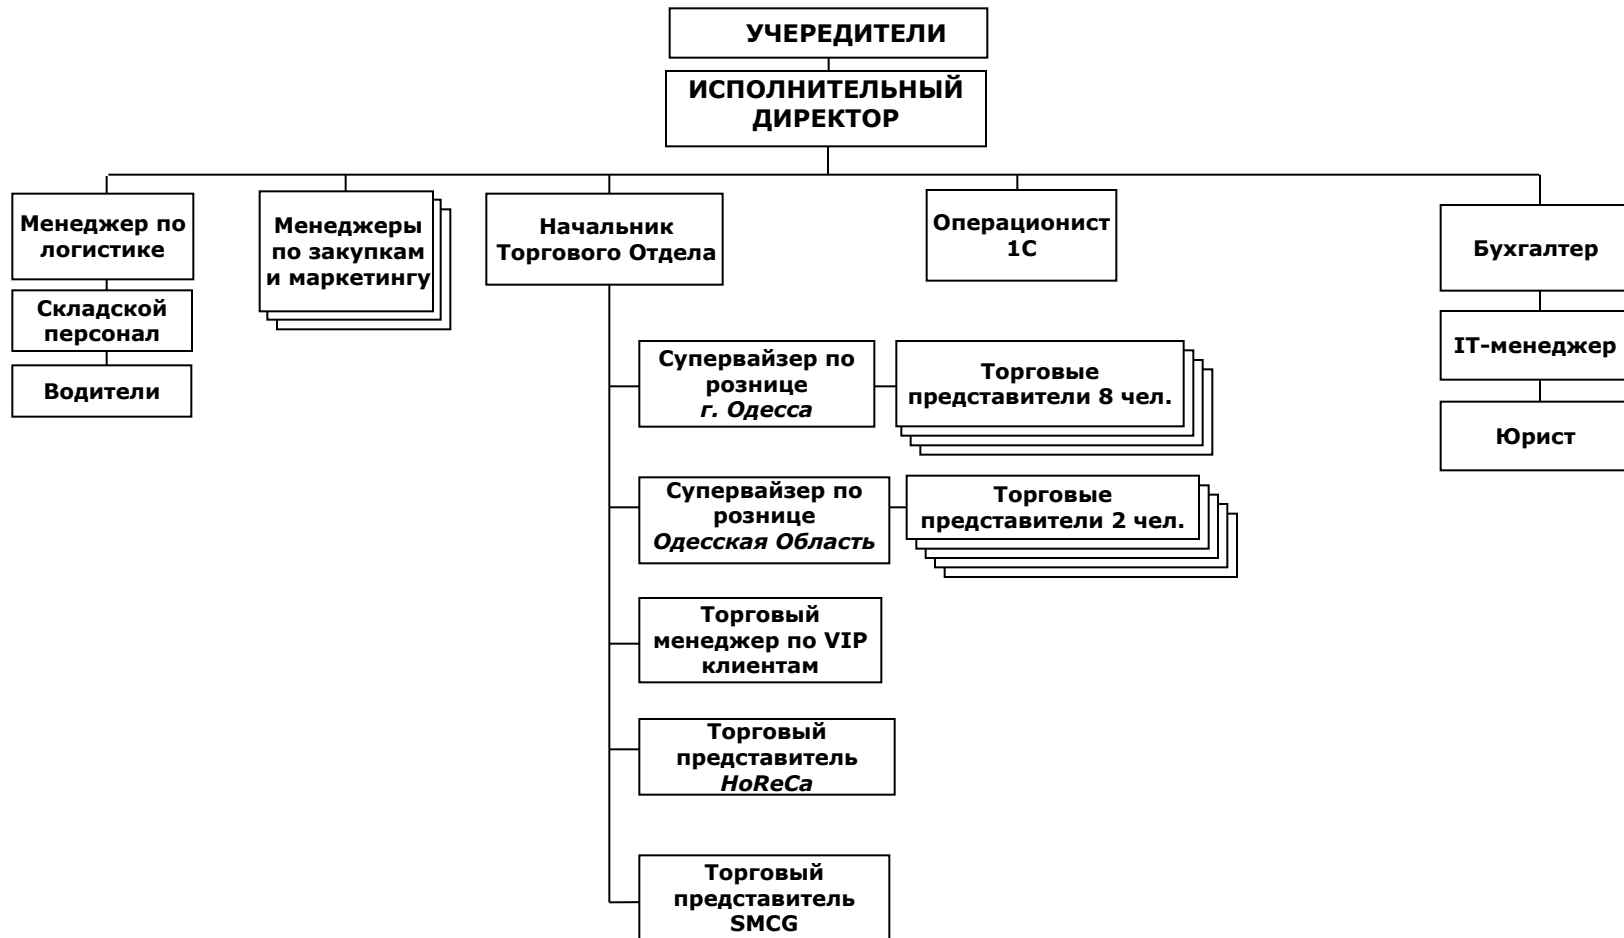 УЧЕРЕДИТЕЛИ
ИСПОЛНИТЕЛЬНЫЙ
ДИРЕКТОР
Менеджер по
логистике
Менеджеры
по закупкам
и маркетингу
Начальник
Торгового Отдела
Операционист
1С
Бухгалтер
Складской
персонал
Водители
IT-менеджер
Юрист
Супервайзер по
рознице
г. Одесса
Торговые
представители 8 чел.
Супервайзер по
рознице
Одесская Область
Торговые
представители 2 чел.
Торговый
менеджер по VIP
клиентам
Торговый
представитель
HoReCa
Торговый
представитель
SMCG